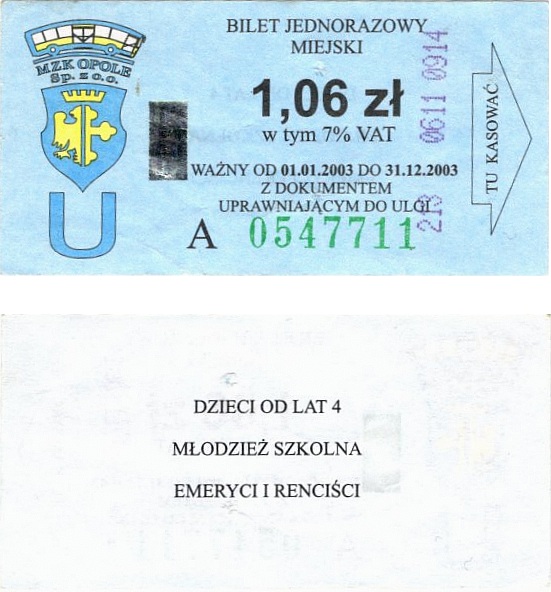 MZK OPOLE
Sp. z o.o.
U
BILET JEDNORAZOWY
MIEJSKI
1,06 zł
w tym 7% VAT
WAŻNY OD 01.01.2003 DO 31.12.2003
Z DOKUMENTEM
UPRAWNIAJĄCYM DO ULGI
A 0547711
213 0611 0914
TU KASOWAĆ
DZIECI OD LAT 4
MŁODZIEŻ SZKOLNA
EMERYCI I RENCIŚCI